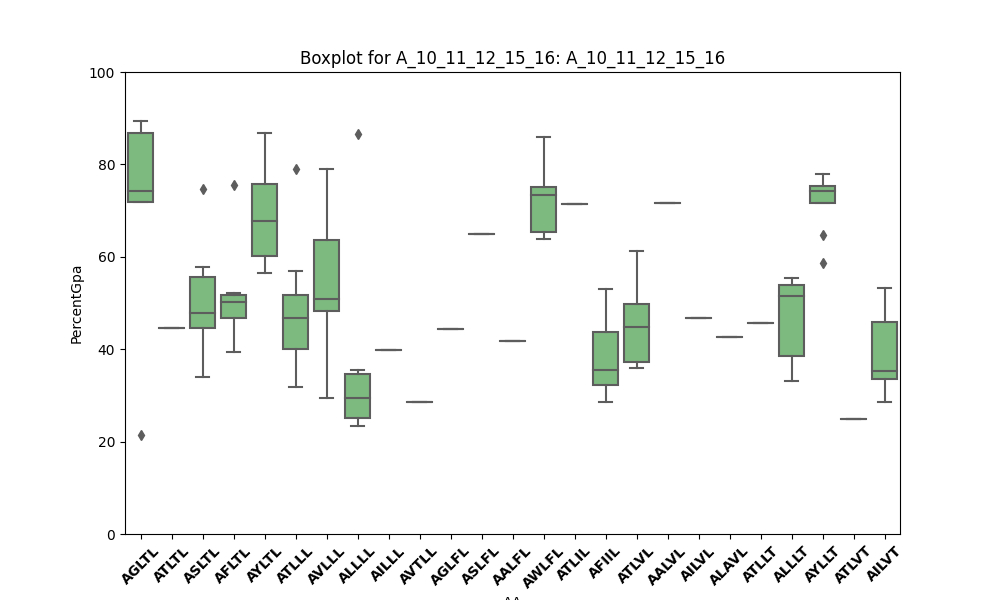 Boxplot for A_10_11_12_15_16: A_10_11_12_15_16
100
80
60
40
20
0
PercentGpa
AGLTL ATLTL ASLTL AFLTL AYLTL ATLLL AVLLL ALLLL AILLL AVTLL AGLFL ASLFL AALFL AWLFL ATLIL AFIIL ATLVL AALVL AILVL ALAVL ATLLT ALLLT AYLLT ATLVT AILVT